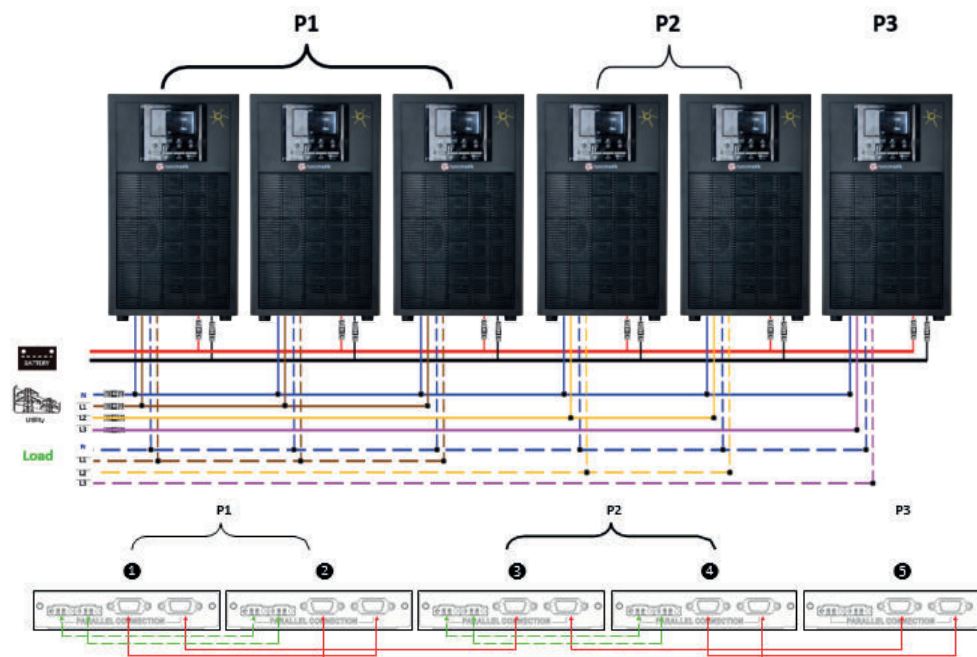 P1 P2 P3
BATTERY
N
L1
Utility
L2
L3
Load
N
L1
L2
L3
P1 P2 P3
1 2 3 4 5
PARALLEL CONNECTION PARALLEL CONNECTION PARALLEL CONNECTION PARALLEL CONNECTION PARALLEL CONNECTION